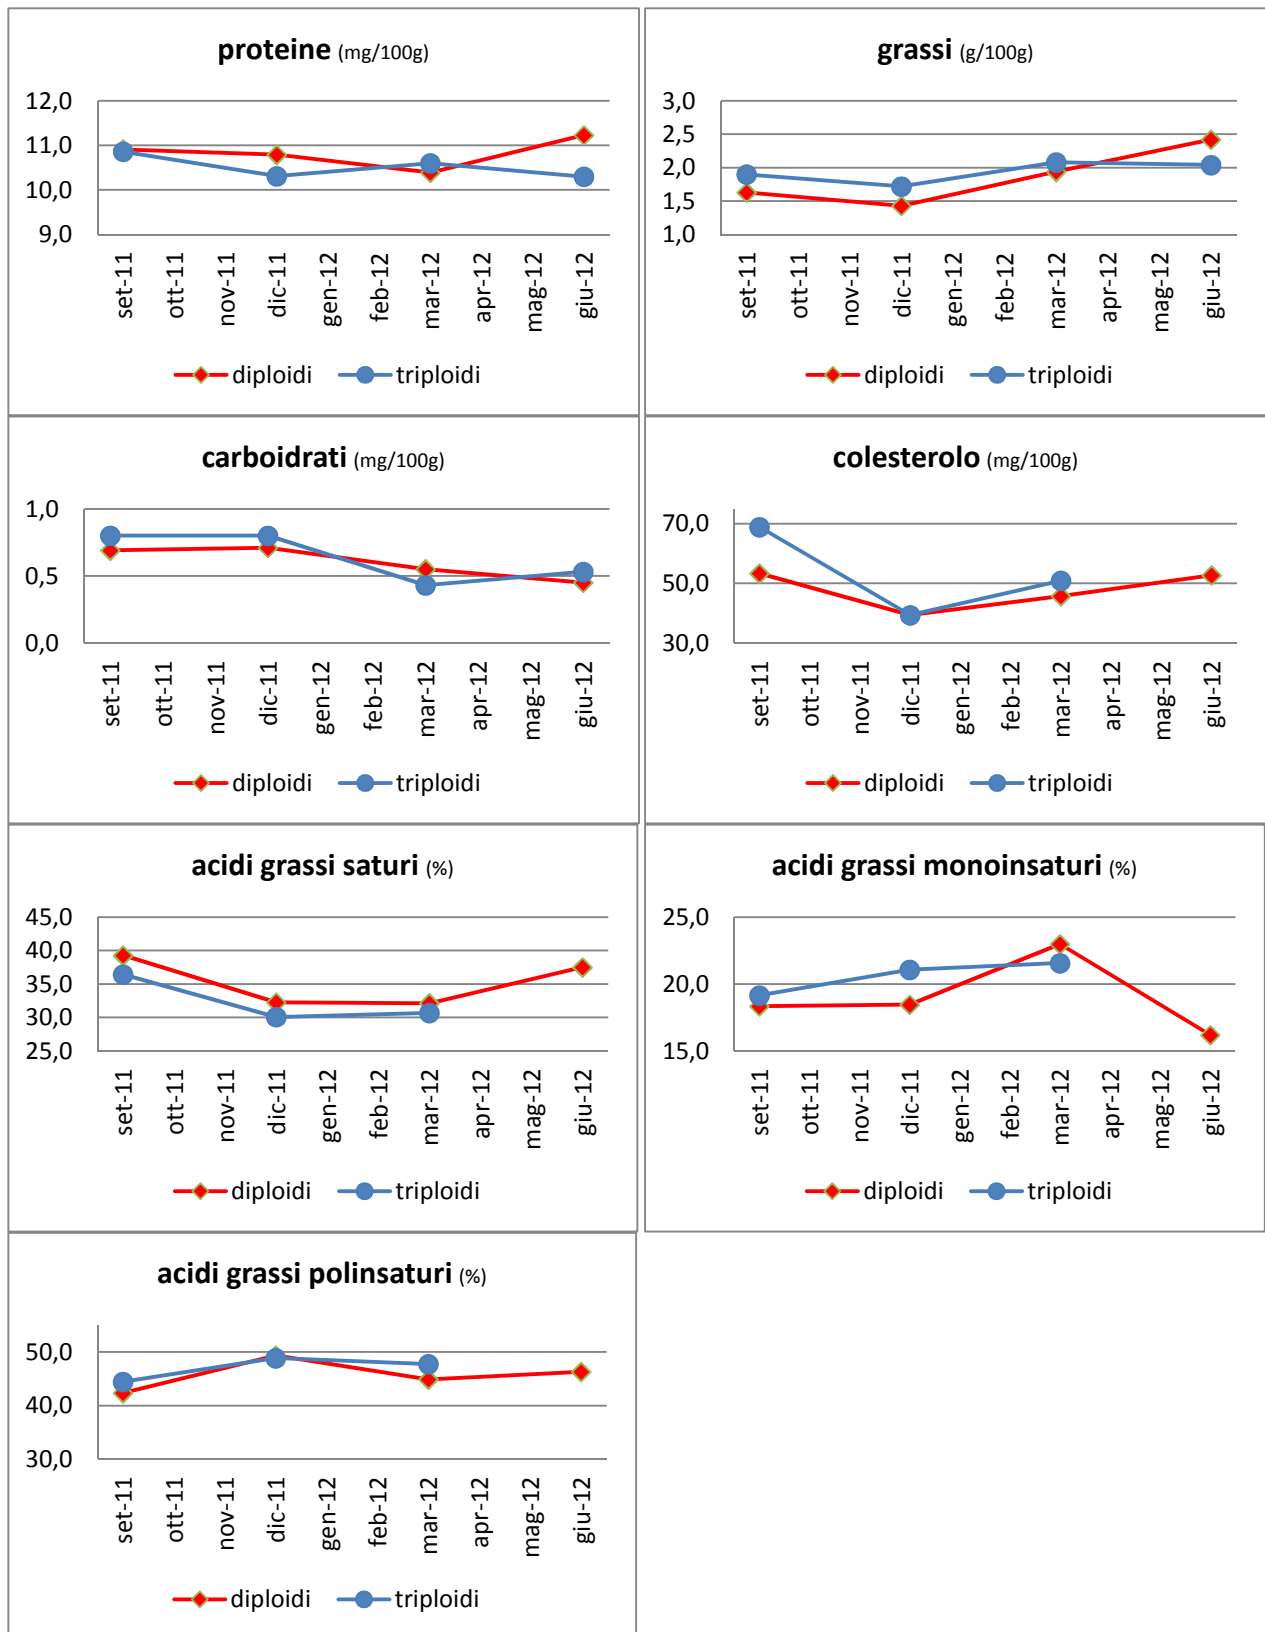 proteine (mg/100g)
12,0
11,0
10,0
9,0
set-11
ott-11
nov-11
dic-11
gen-12
feb-12
mar-12
apr-12
mag-12
giu-12
diploidi triploidi
grassi (g/100g)
3,0
2,5
2,0
1,5
1,0
set-11
ott-11
nov-11
dic-11
gen-12
feb-12
mar-12
apr-12
mag-12
giu-12
diploidi triploidi
carboidrati (mg/100g)
1,0
0,5
0,0
set-11
ott-11
nov-11
dic-11
gen-12
feb-12
mar-12
apr-12
mag-12
giu-12
diploidi triploidi
colesterolo (mg/100g)
70,0
50,0
30,0
set-11
ott-11
nov-11
dic-11
gen-12
feb-12
mar-12
apr-12
mag-12
giu-12
diploidi triploidi
acidi grassi saturi (%)
45,0
40,0
35,0
30,0
25,0
set-11
ott-11
nov-11
dic-11
gen-12
feb-12
mar-12
apr-12
mag-12
giu-12
diploidi triploidi
acidi grassi monoinsaturi (%)
25,0
20,0
15,0
set-11
ott-11
nov-11
dic-11
gen-12
feb-12
mar-12
apr-12
mag-12
giu-12
diploidi triploidi
acidi grassi polinsaturi (%)
50,0
40,0
30,0
set-11
ott-11
nov-11
dic-11
gen-12
feb-12
mar-12
apr-12
mag-12
giu-12
diploidi triploidi